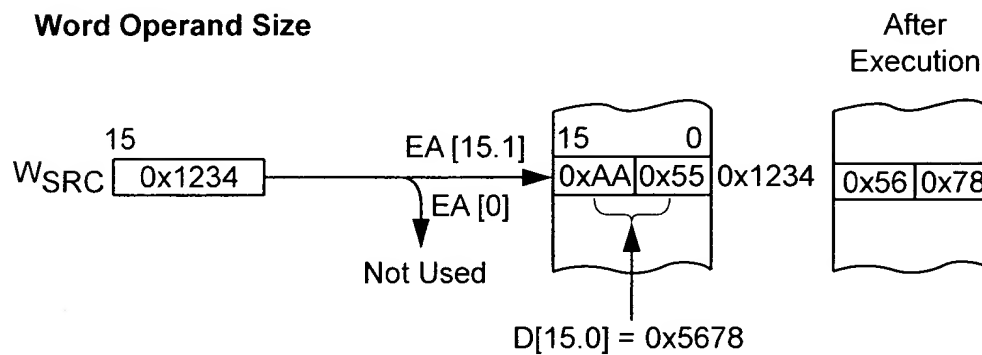 Word Operand Size
After
Execution
15
WSRC 0x1234
EA [15.1]
EA [0]
Not Used
15 0
0xAA 0x55 0x1234
0x56 0x78
D[15.0] = 0x5678